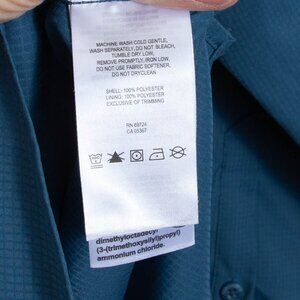 MACHINE WASH COLD GENTLE,
WASH SEPARATELY, DO NOT BLEACH,
TUMBLE DRY LOW,
REMOVE PROMPTLY, IRON LOW,
DO NOT USE FABRIC SOFTENER,
DO NOT DRYCLEAN
SHELL: 100% POLYESTER
LINING: 100% POLYESTER
EXCLUSIVE OF TRIMMING
RN 69724
CA 05367
dimethyloctadecyl
(3-(trimethoxysilyl)propyl)
ammonium chloride.